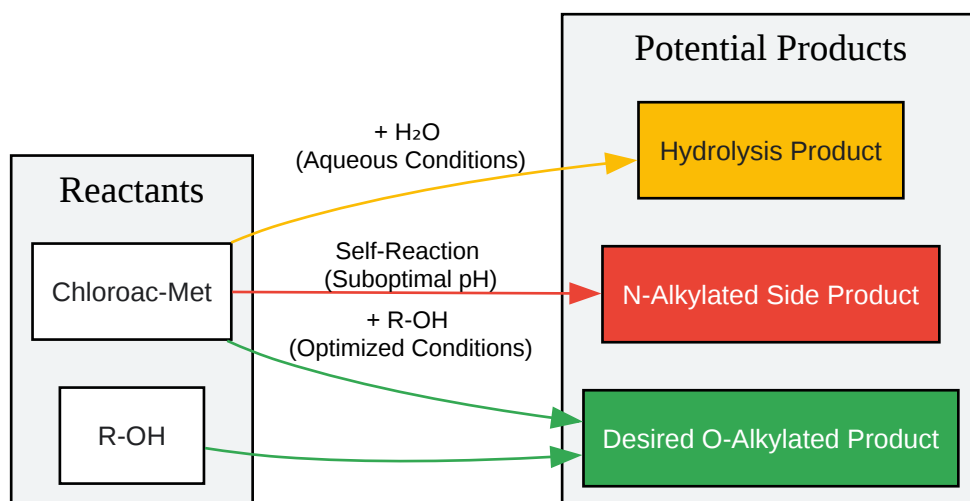 Potential Products
+ H₂O
(Aqueous Conditions)
Hydrolysis Product
Reactants
Chloroac-Met
Self-Reaction
(Suboptimal pH)
N-Alkylated Side Product
+ R-OH
(Optimized Conditions)
R-OH
Desired O-Alkylated Product